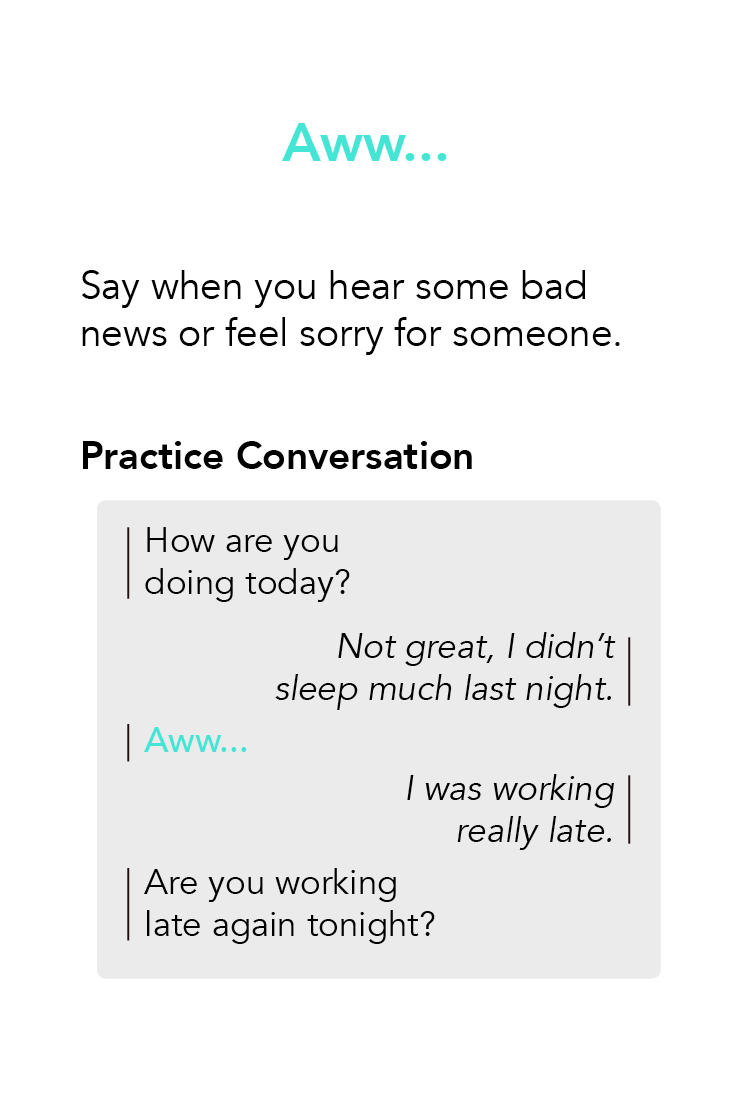 Aww...
Say when you hear some bad
news or feel sorry for someone.
Practice Conversation
How are you
doing today?
Not great, I didn’t
sleep much last night.
Aww...
I was working
really late.
Are you working
late again tonight?